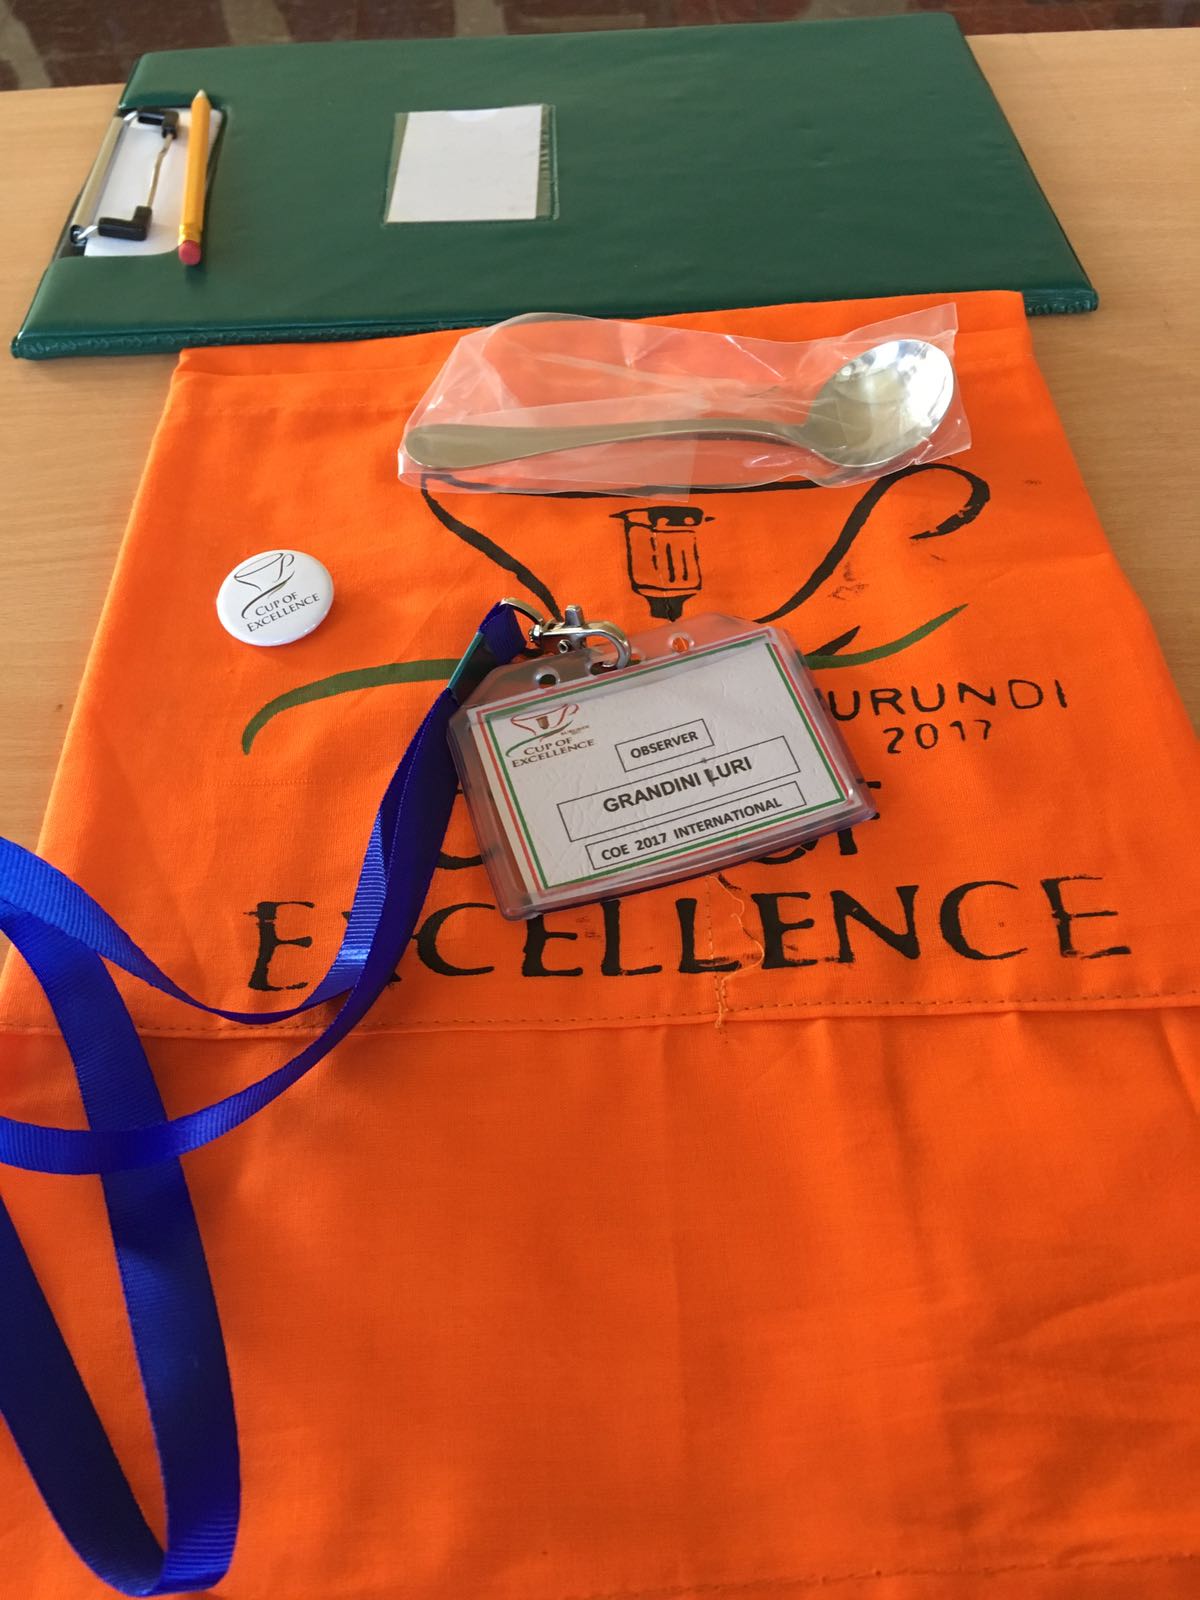 CUP OF
EXCELLENCE
CUP OF
EXCELLENCE
OBSERVER
GRANDINI LURI
COE 2017 INTERNATIONAL
URUNDI
2017
EXCELLENCE